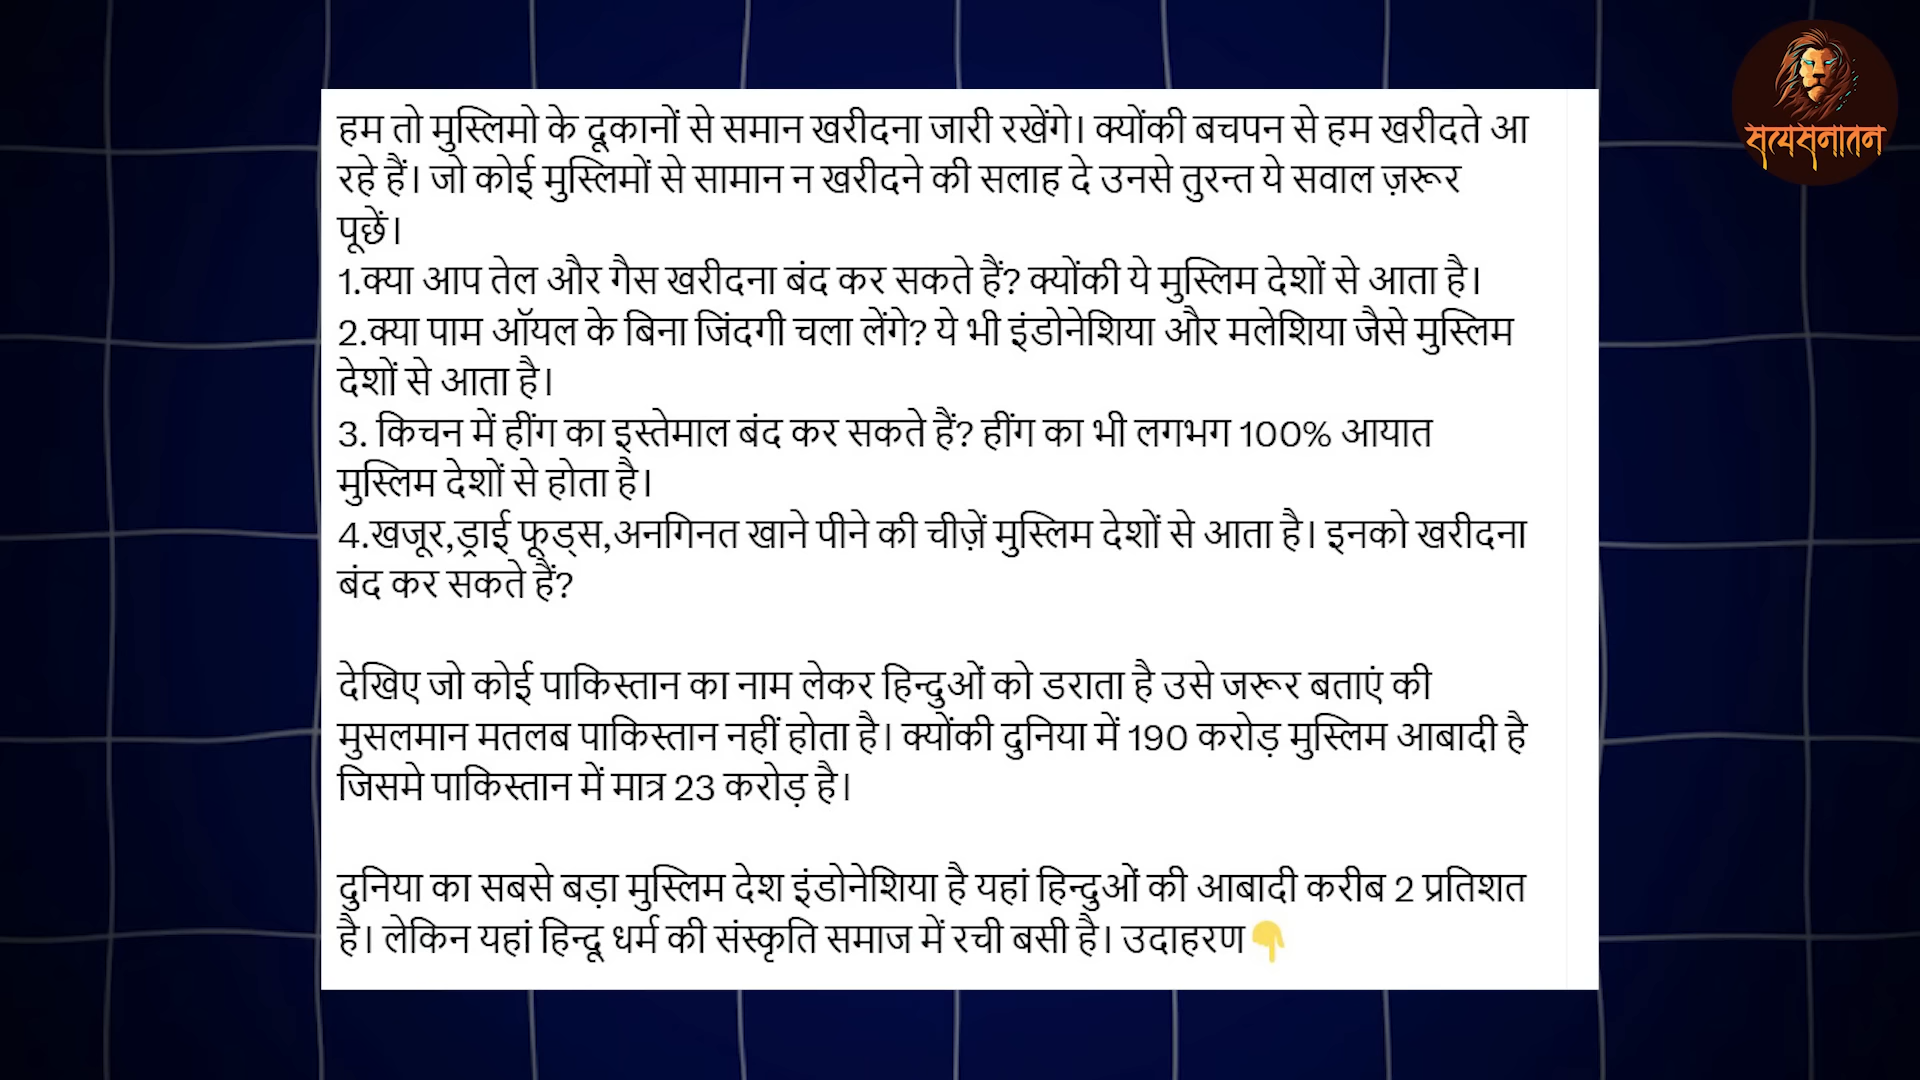 हम तो मुस्लिमो के दूकानों से समान खरीदना जारी रखेंगे। क्योंकी बचपन से हम खरीदते आ
रहे हैं। जो कोई मुस्लिमों से सामान न खरीदने की सलाह दे उनसे तुरन्त ये सवाल ज़रूर
पूछें।
1.क्या आप तेल और गैस खरीदना बंद कर सकते हैं? क्योंकी ये मुस्लिम देशों से आता है।
2.क्या पाम ऑयल के बिना जिंदगी चला लेंगे? ये भी इंडोनेशिया और मलेशिया जैसे मुस्लिम
देशों से आता है।
3. किचन में हींग का इस्तेमाल बंद कर सकते हैं? हींग का भी लगभग 100% आयात
मुस्लिम देशों से होता है।
4.खजूर,ड्राई फूड्स,अनगिनत खाने पीने की चीज़ें मुस्लिम देशों से आता है। इनको खरीदना
बंद कर सकते हैं?
देखिए जो कोई पाकिस्तान का नाम लेकर हिन्दुओं को डराता है उसे जरूर बताएं की
मुसलमान मतलब पाकिस्तान नहीं होता है। क्योंकी दुनिया में 190 करोड़ मुस्लिम आबादी है
जिसमे पाकिस्तान में मात्र 23 करोड़ है।
दुनिया का सबसे बड़ा मुस्लिम देश इंडोनेशिया है यहां हिन्दुओं की आबादी करीब 2 प्रतिशत
है। लेकिन यहां हिन्दू धर्म की संस्कृति समाज में रची बसी है। उदाहरण👇
सत्यसनातन